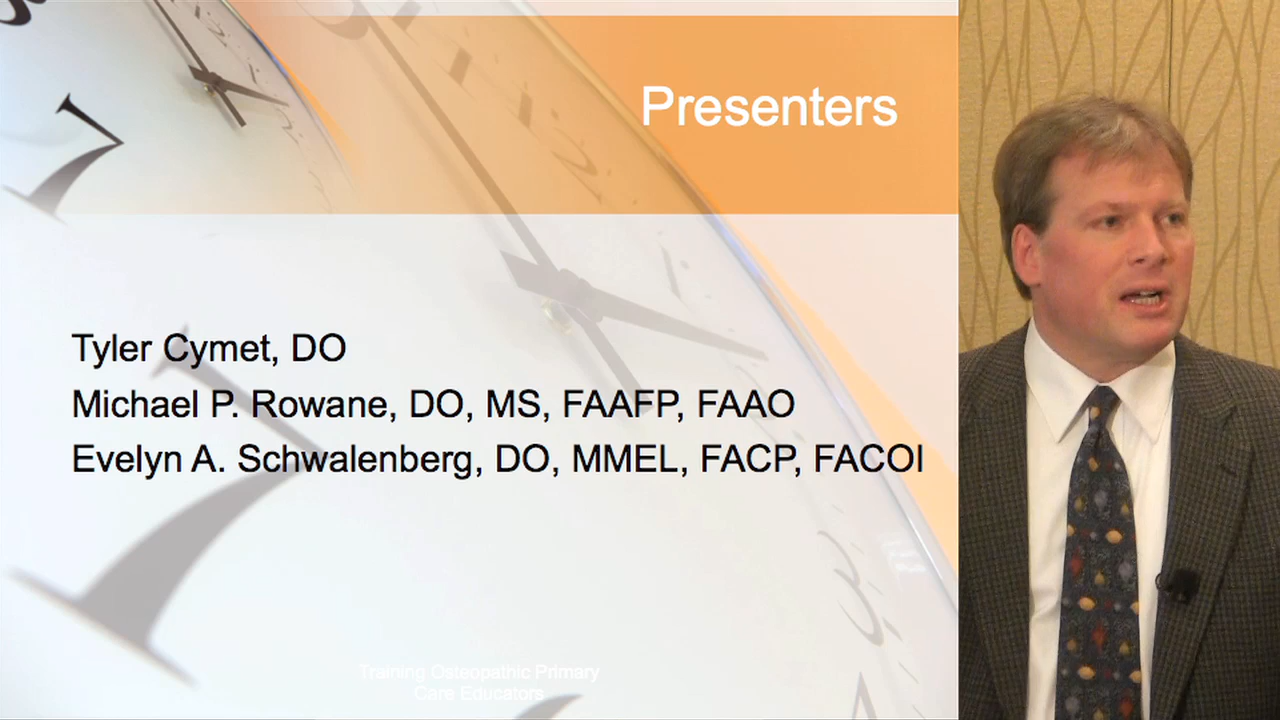 Presenters
Tyler Cymet, DO
Michael P. Rowane, DO, MS, FAAFP, FAAO
Evelyn A. Schwalenberg, DO, MMEL, FACP, FACOI
Training Osteopathic Primary
Care Educators